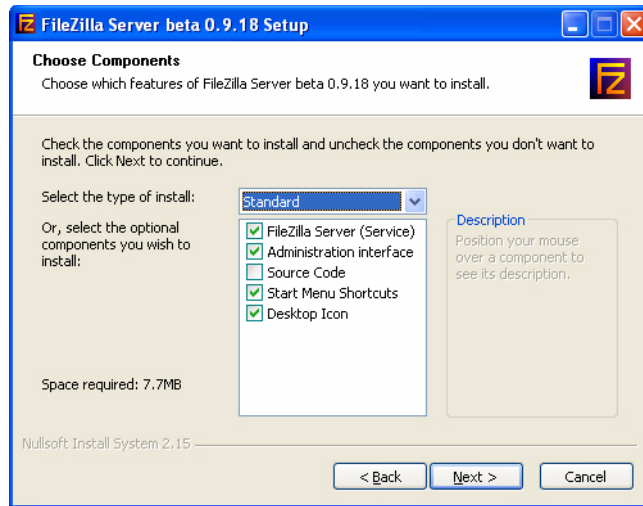 FileZilla Server beta 0.9.18 Setup
Choose Components
Choose which features of FileZilla Server beta 0.9.18 you want to install.
FZ
Check the components you want to install and uncheck the components you don't want to
install. Click Next to continue.
Select the type of install:
Standard
Or, select the optional
components you wish to
install:
FileZilla Server (Service)
Administration interface
Source Code
Start Menu Shortcuts
Desktop Icon
Description
Position your mouse
over a component to
see its description.
Space required: 7.7MB
Nullsoft Install System 2.15
< Back
Next >
Cancel